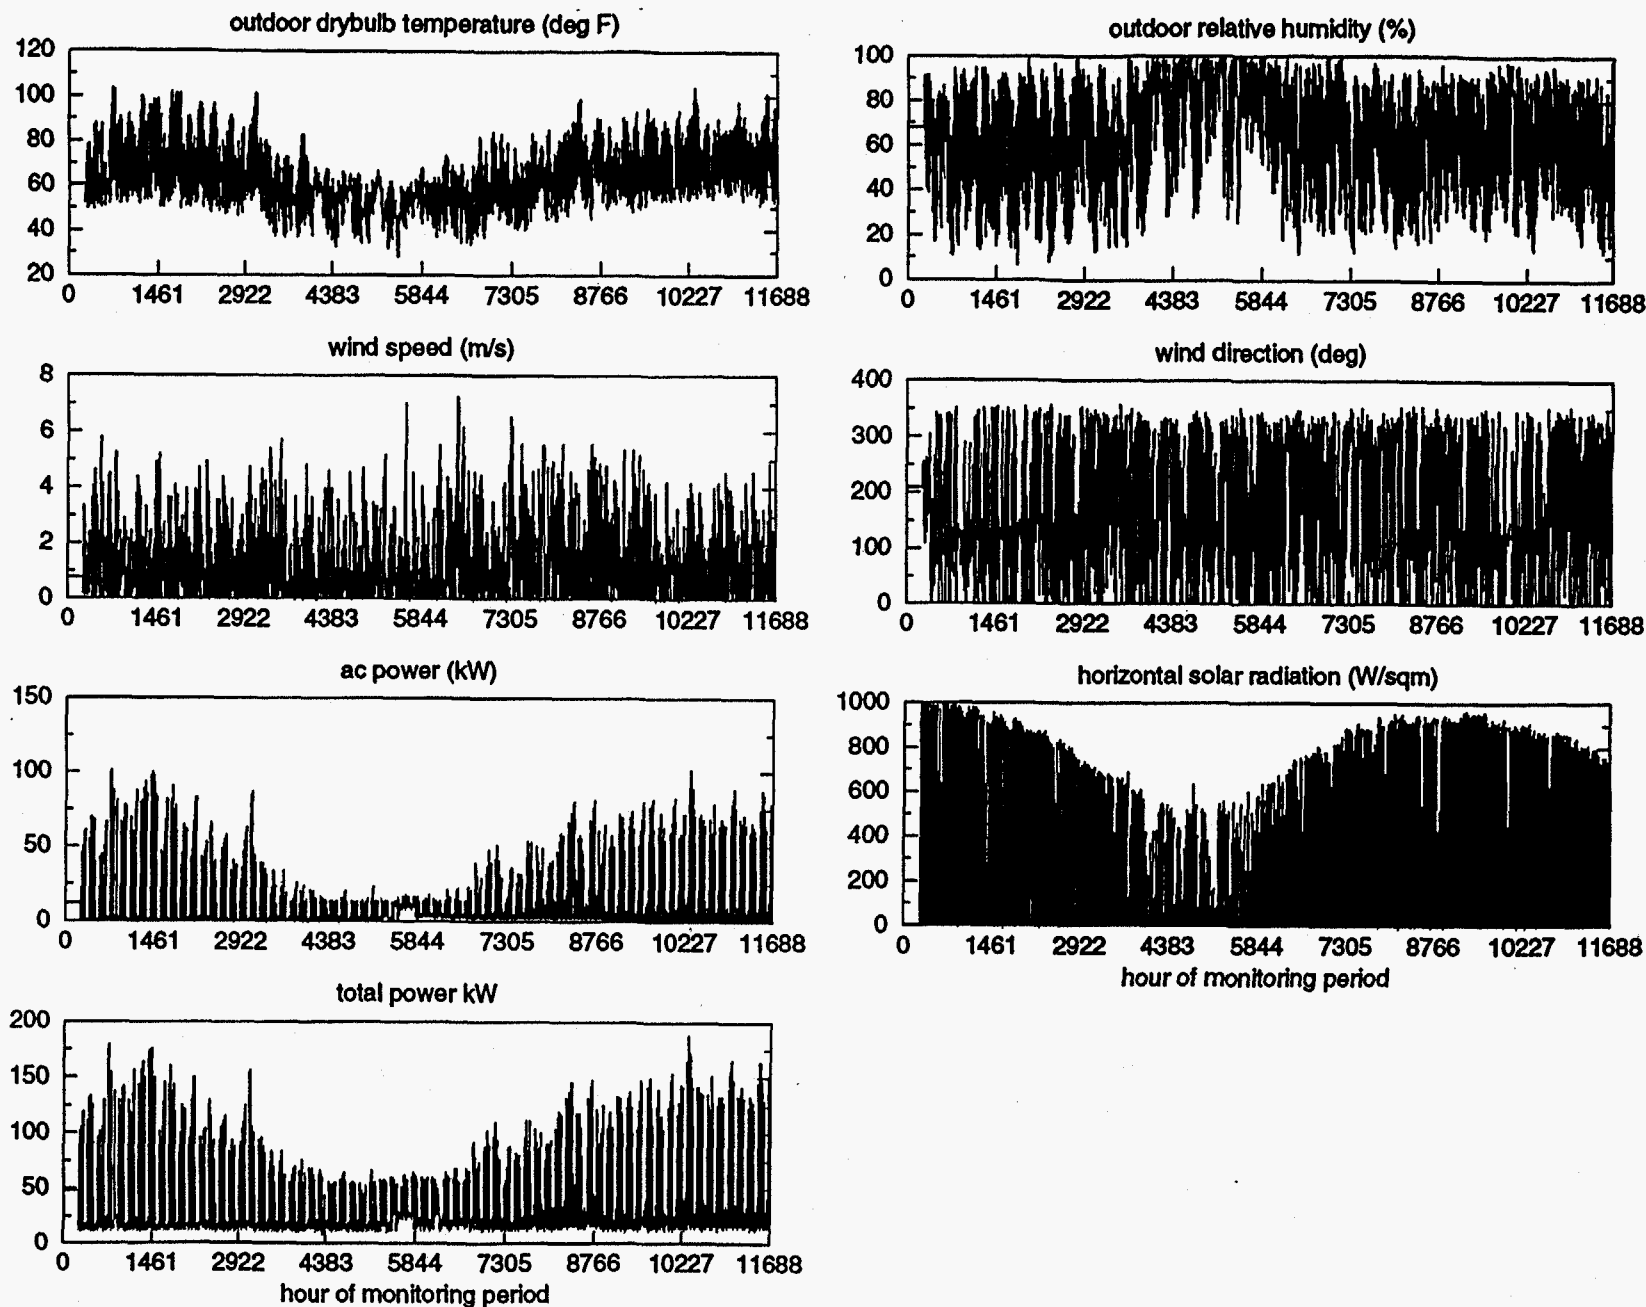 outdoor drybulb temperature (deg F)
120
100
80
60
40
20
0 1461 2922 4383 5844 7305 8766 10227 11688
outdoor relative humidity (%)
100
80
60
40
20
0
0 1461 2922 4383 5844 7305 8766 10227 11688
wind speed (m/s)
8
6
4
2
0
0 1461 2922 4383 5844 7305 8766 10227 11688
wind direction (deg)
400
300
200
100
0
0 1461 2922 4383 5844 7305 8766 10227 11688
ac power (kW)
150
100
50
0
0 1461 2922 4383 5844 7305 8766 10227 11688
horizontal solar radiation (W/sqm)
1000
800
600
400
200
0
0 1461 2922 4383 5844 7305 8766 10227 11688
hour of monitoring period
total power kW
200
150
100
50
0
0 1461 2922 4383 5844 7305 8766 10227 11688
hour of monitoring period